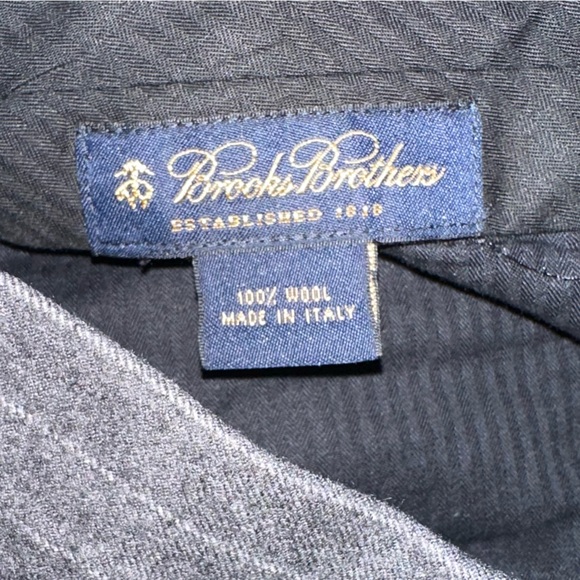 Brooks Brothers
ESTABLISHED 1818
100% WOOL
MADE IN ITALY